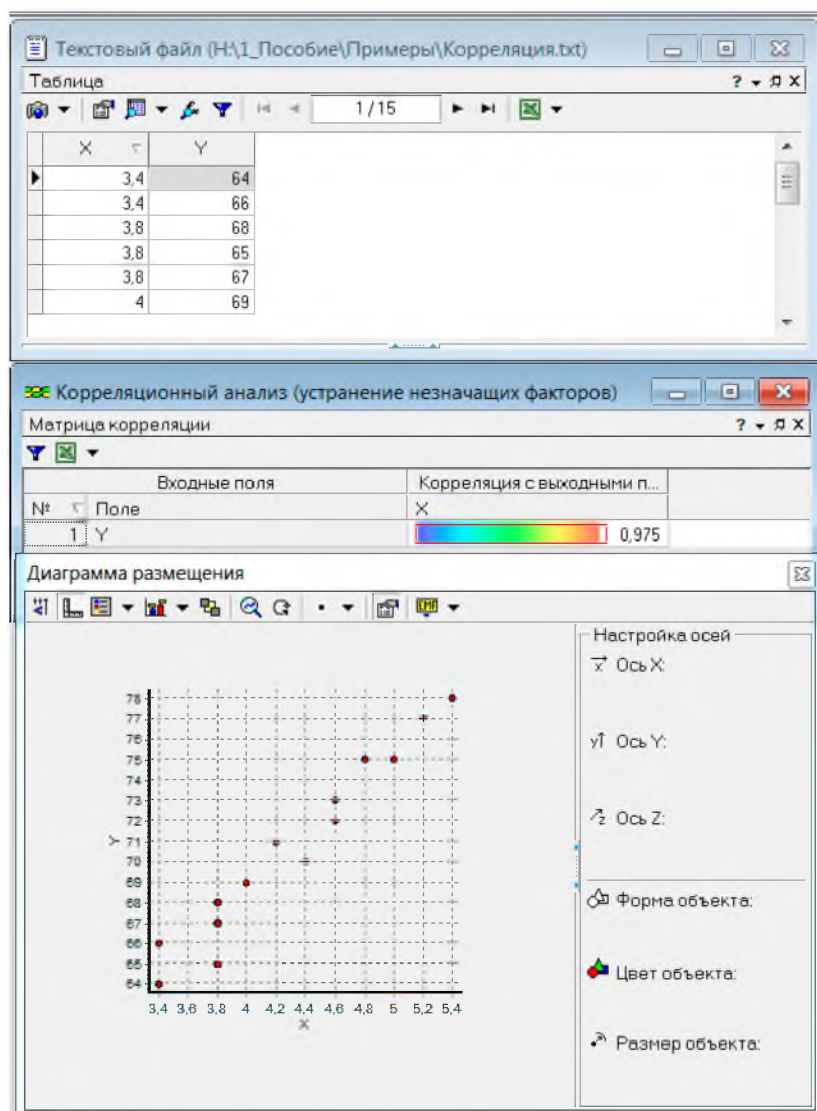 Текстовый файл (H:\1_Пособие\Примеры\Корреляция.txt)
Таблица
1 / 15
X Y
3,4 64
3,4 66
3,8 68
3,8 65
3,8 67
4 69
Корреляционный анализ (устранение незначащих факторов)
Матрица корреляции
Входные поля Корреляция с выходными п...
№ Поле X
1 Y 0,975
Диаграмма размещения
Настройка осей
x Ось X:
y Ось Y:
z Ось Z:
Форма объекта:
Цвет объекта:
Размер объекта:
78
77
76
75
74
73
72
71
70
69
68
67
66
65
64
Y
3,4 3,6 3,8 4 4,2 4,4 4,6 4,8 5 5,2 5,4
X